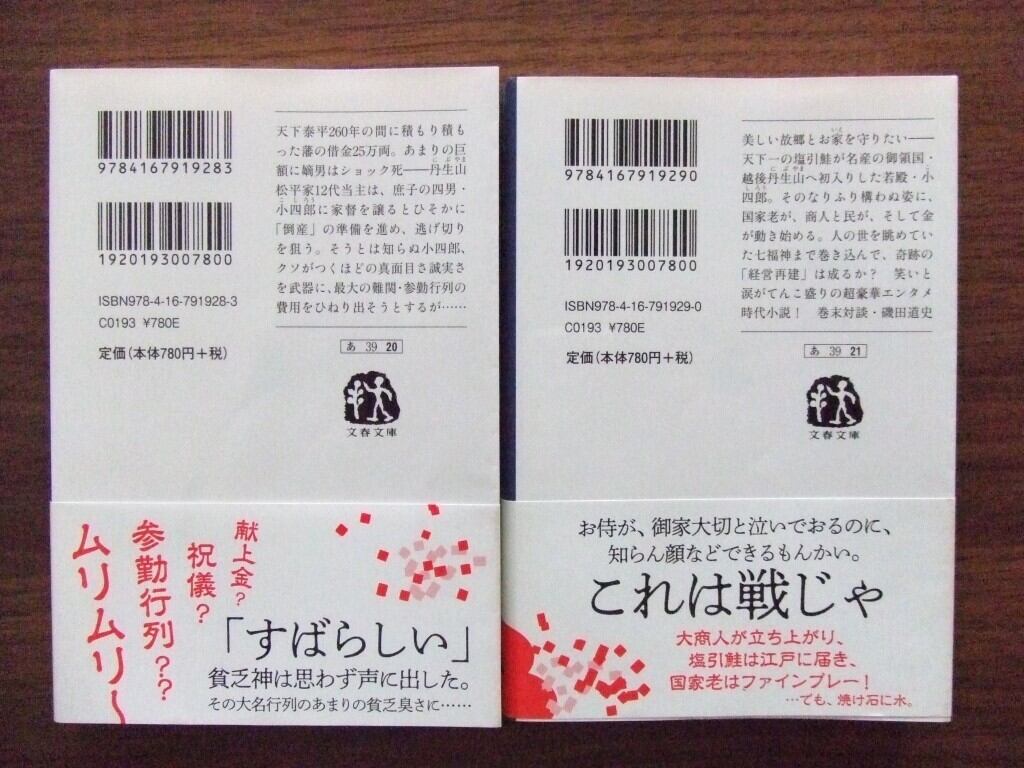 9784167919283
1920193007800
ISBN978-4-16-791928-3
C0193 ¥780E
定価(本体780円+税)
天下泰平260年の間に積もり積も
った藩の借金25万両。あまりの巨
額に嫡男はショック死——丹生山
松平家12代当主は、庶子の四男・
小四郎に家督を譲るとひそかに
「倒産」の準備を進め、逃げ切り
を狙う。そうとは知らぬ小四郎、
クソがつくほどの真面目さ誠実さ
を武器に、最大の難関・参勤行列の
費用をひねり出そうとするが……
あ 39 20
文春文庫
献上金?
祝儀?
参勤行列??
ムリムリ〜
「すばらしい」
貧乏神は思わず声に出した。
その大名行列のあまりの貧乏臭さに……
9784167919290
1920193007800
ISBN978-4-16-791929-0
C0193 ¥780E
定価(本体780円+税)
美しい故郷とお家を守りたい——
天下一の塩引鮭が名産の御領国・
越後丹生山へ初入りした若殿・小
四郎。そのなりふり構わぬ姿に、
国家老が、商人と民が、そして金
が動き始める。人の世を眺めてい
た七福神まで巻き込んで、奇跡の
「経営再建」は成るか? 笑いと
涙がてんこ盛りの超豪華エンタメ
時代小説! 巻末対談・磯田道史
あ 39 21
文春文庫
お侍が、御家大切と泣いでおるのに、
知らん顔などできるもんかい。
これは戦じゃ
大商人が立ち上がり、
塩引鮭は江戸に届き、
国家老はファインプレー!
…でも、焼け石に水。